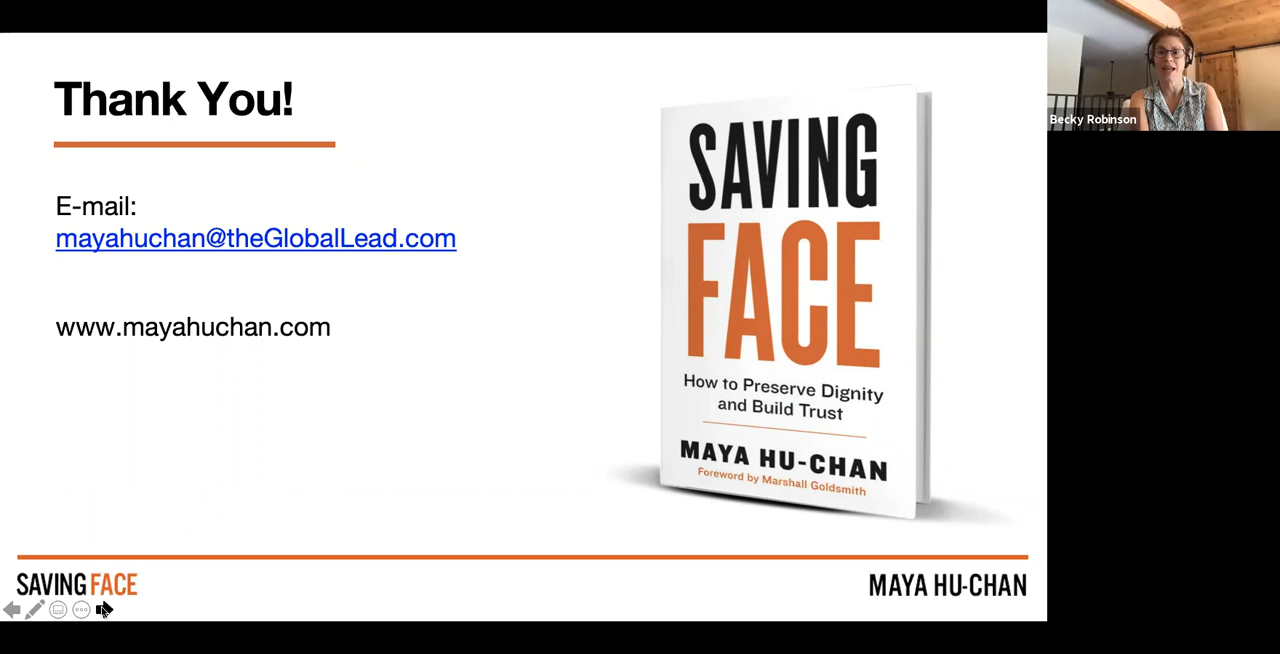 Thank You!
E-mail:
mayahuchan@theGlobalLead.com
www.mayahuchan.com
SAVING
FACE
How to Preserve Dignity
and Build Trust
MAYA HU-CHAN
Foreword by Marshall Goldsmith
SAVING FACE
MAYA HU-CHAN
Becky Robinson